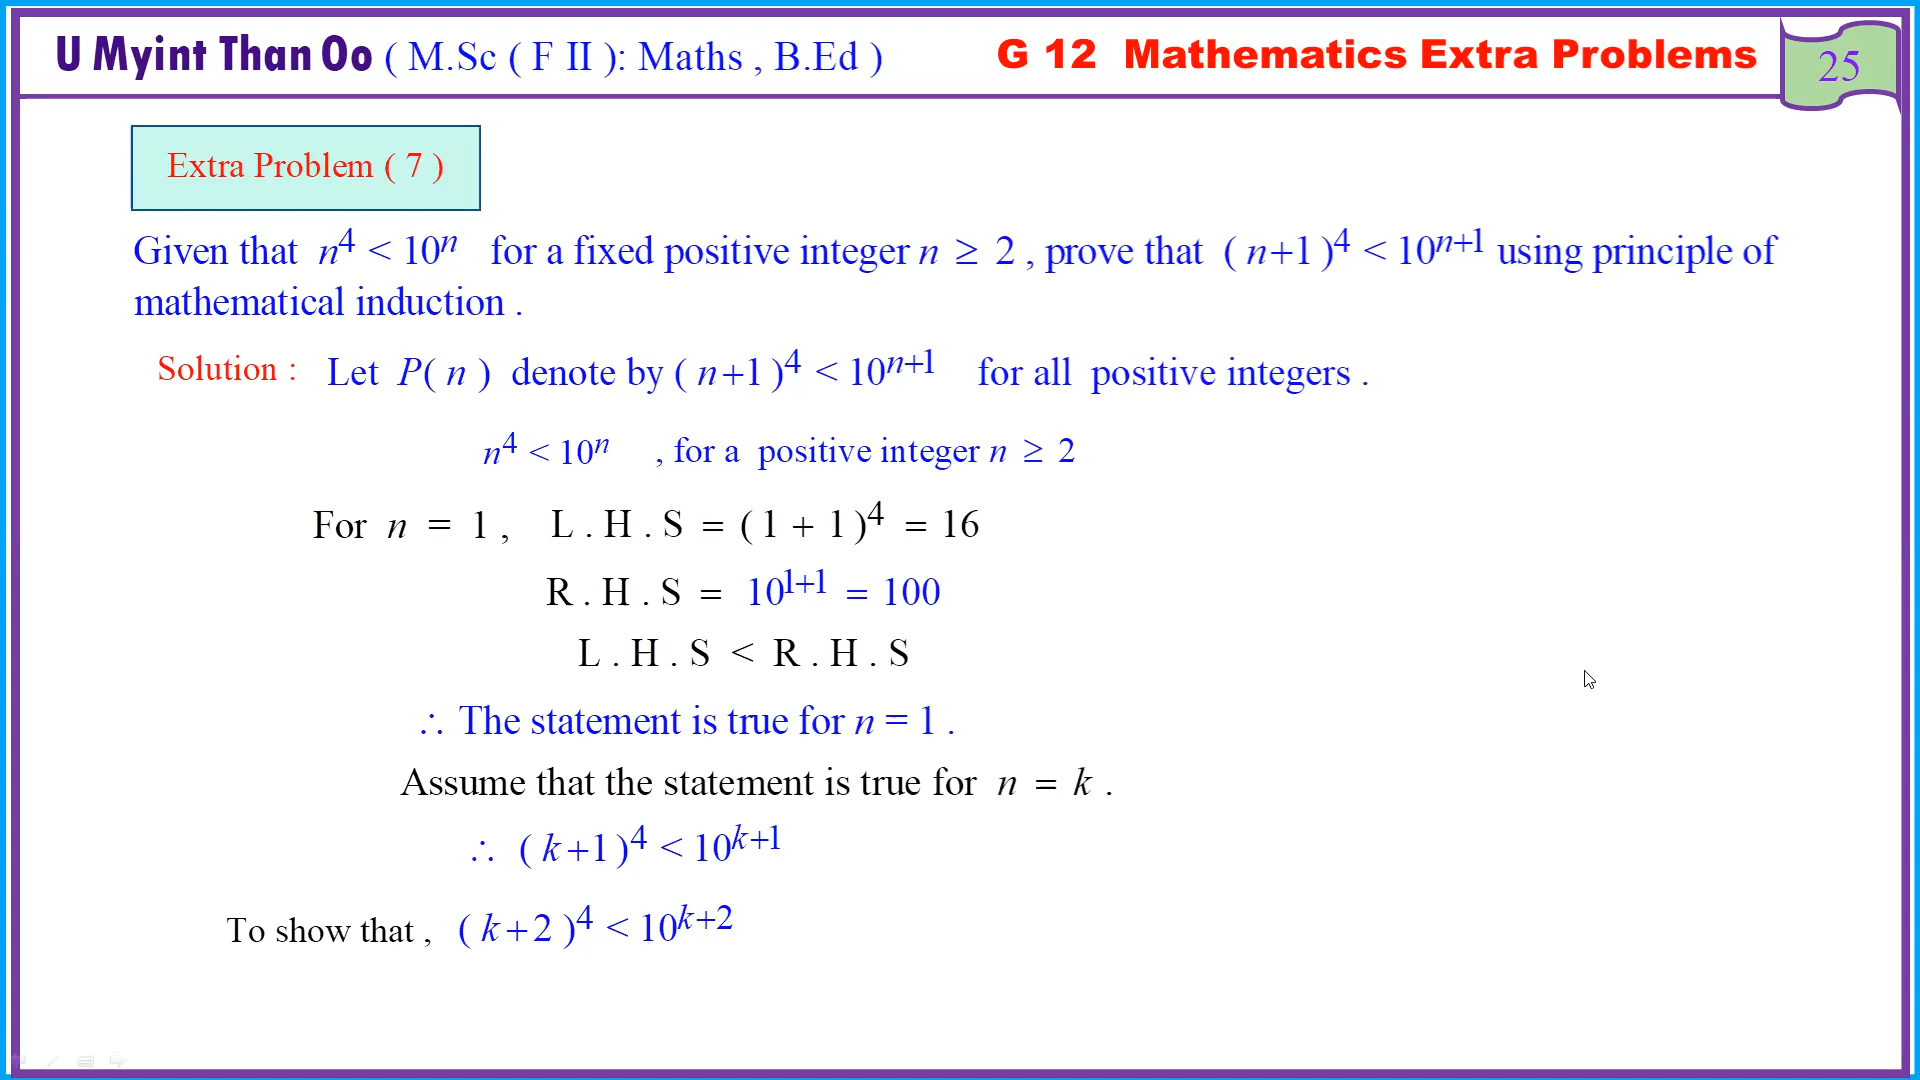 U Myint Than Oo ( M.Sc ( F II ): Maths , B.Ed )
G 12 Mathematics Extra Problems
25
Extra Problem ( 7 )
Given that n⁴ < 10ⁿ for a fixed positive integer n ≥ 2 , prove that ( n+1 )⁴ < 10ⁿ⁺¹ using principle of
mathematical induction .
Solution : Let P( n ) denote by ( n+1 )⁴ < 10ⁿ⁺¹ for all positive integers .
n⁴ < 10ⁿ , for a positive integer n ≥ 2
For n = 1 , L . H . S = ( 1 + 1 )⁴ = 16
R . H . S = 10¹⁺¹ = 100
L . H . S < R . H . S
∴ The statement is true for n = 1 .
Assume that the statement is true for n = k .
∴ ( k+1 )⁴ < 10ᵏ⁺¹
To show that , ( k+2 )⁴ < 10ᵏ⁺²